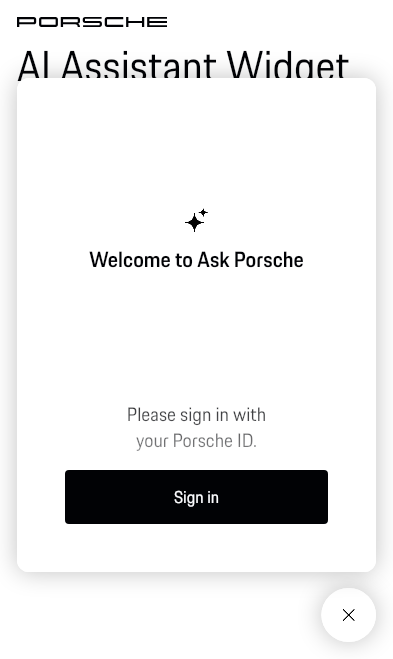 PORSCHE
AI Assistant Widget
Welcome to Ask Porsche
Please sign in with
your Porsche ID.
Sign in